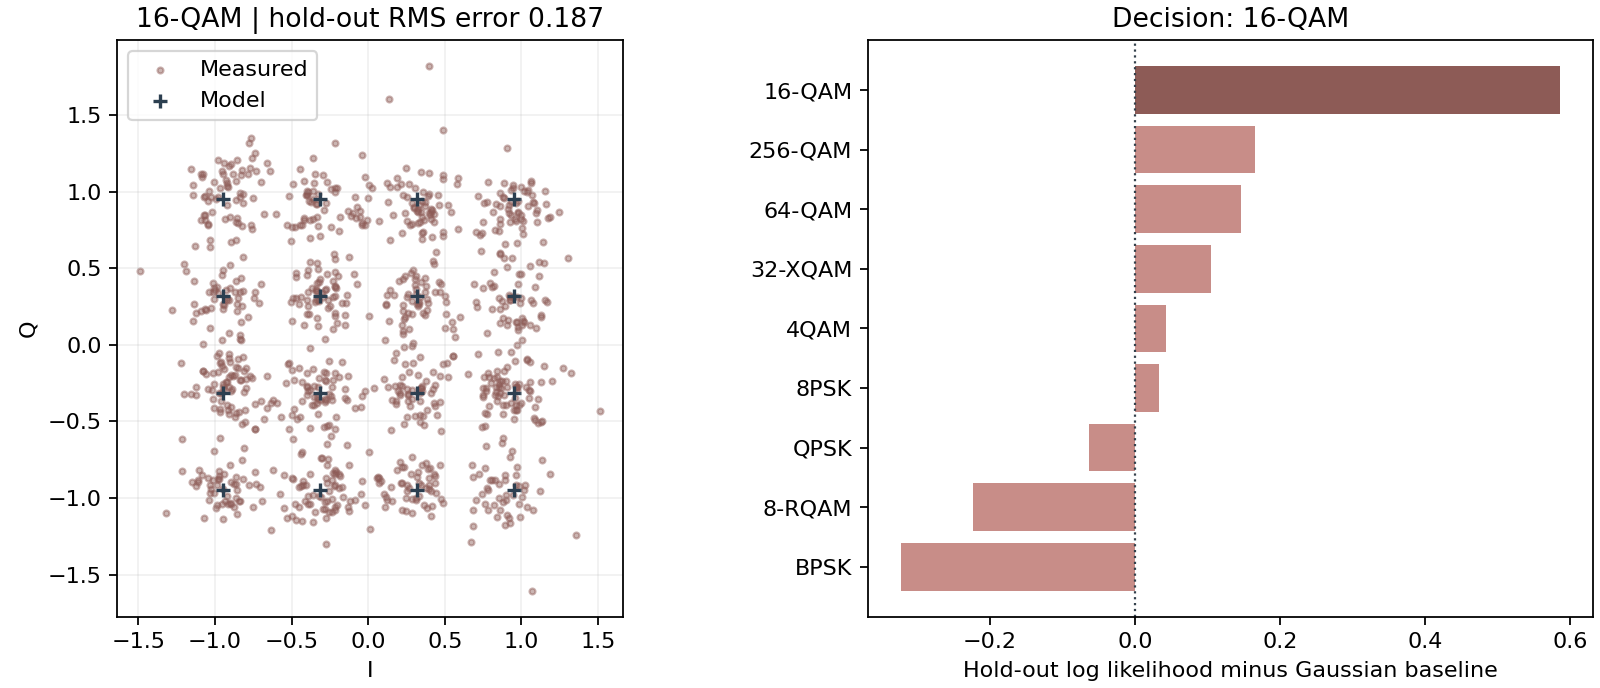 16-QAM | hold-out RMS error 0.187
Measured
Model
1.5
1.0
0.5
0.0
−0.5
−1.0
−1.5
Q
−1.5
−1.0
−0.5
0.0
0.5
1.0
1.5
I
Decision: 16-QAM
16-QAM
256-QAM
64-QAM
32-XQAM
4QAM
8PSK
QPSK
8-RQAM
BPSK
−0.2
0.0
0.2
0.4
0.6
Hold-out log likelihood minus Gaussian baseline